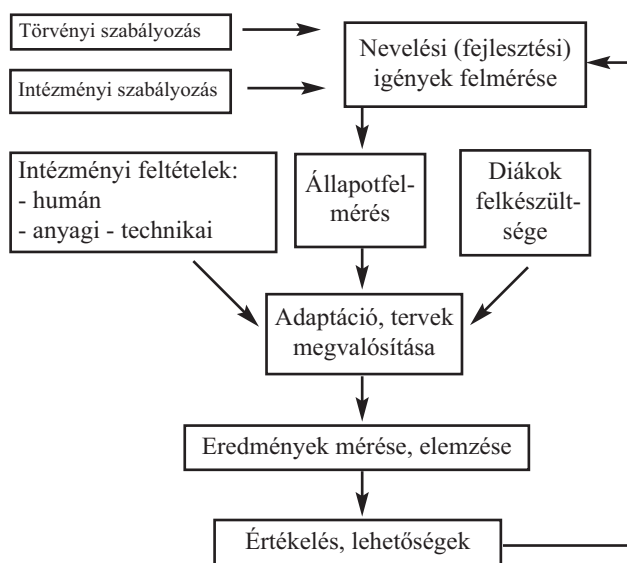 Törvényi szabályozás
Nevelési (fejlesztési)
igények felmérése
Intézményi szabályozás
Intézményi feltételek:
- humán
- anyagi - technikai
Állapotfel-
mérés
Diákok
felkészült-
sége
Adaptáció, tervek
megvalósítása
Eredmények mérése, elemzése
Értékelés, lehetőségek